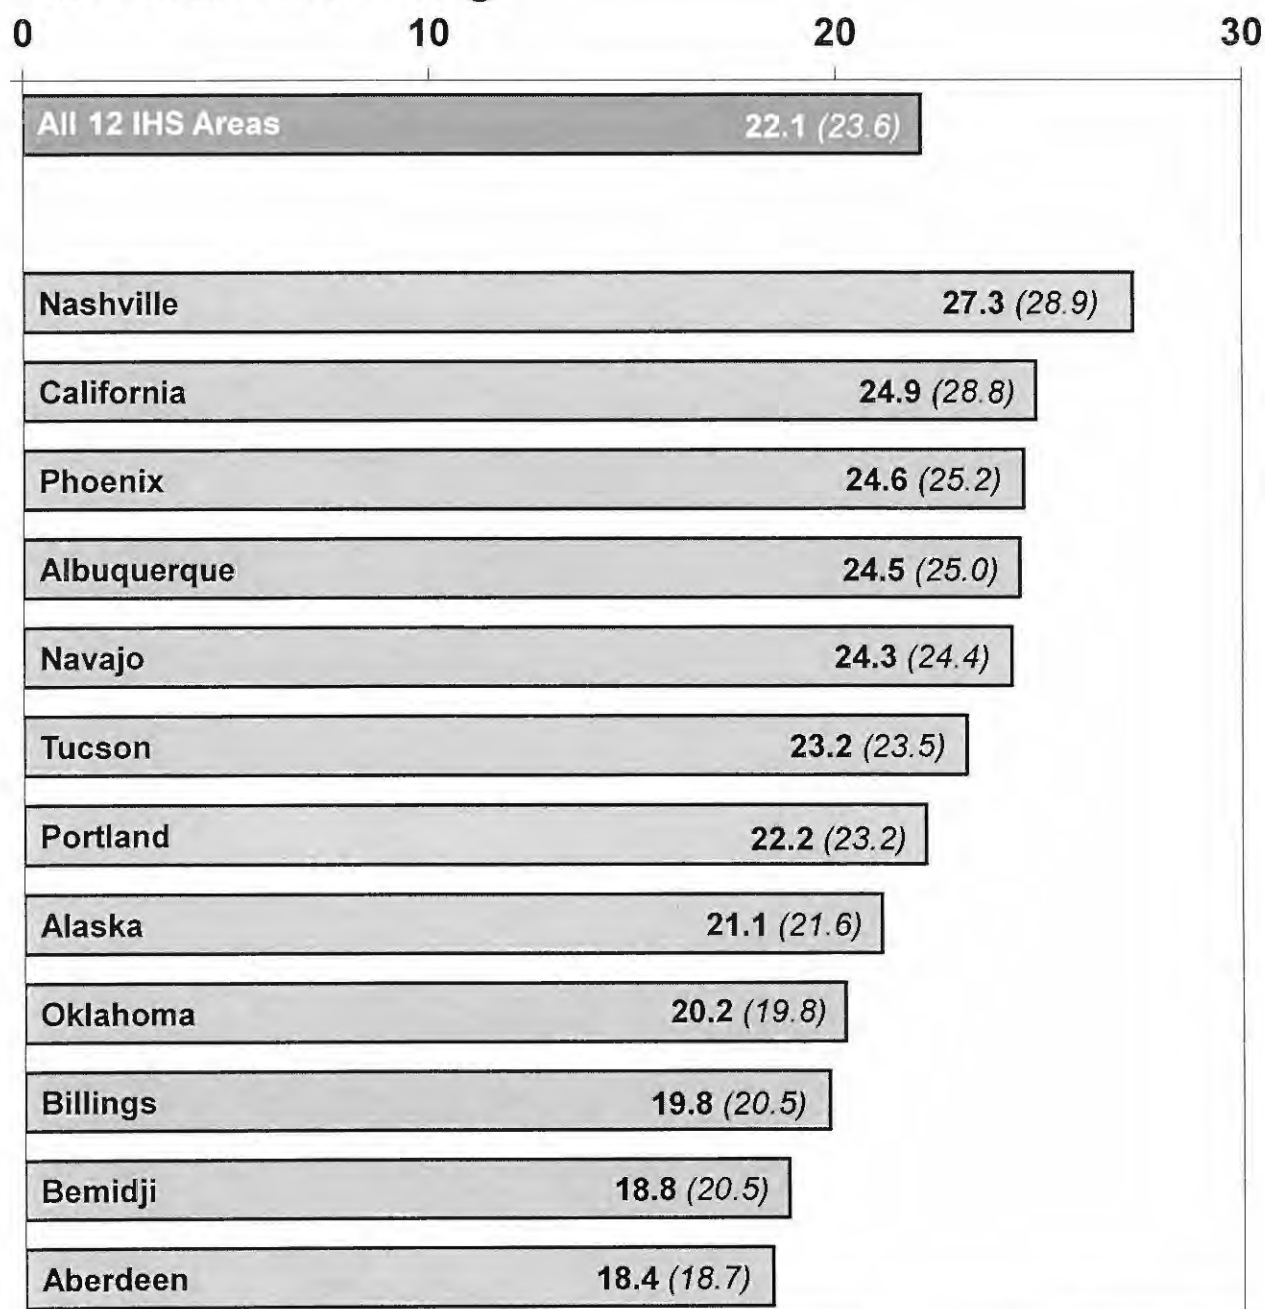 0 10 20 30
All 12 IHS Areas 22.1 (23.6)
Nashville 27.3 (28.9)
California 24.9 (28.8)
Phoenix 24.6 (25.2)
Albuquerque 24.5 (25.0)
Navajo 24.3 (24.4)
Tucson 23.2 (23.5)
Portland 22.2 (23.2)
Alaska 21.1 (21.6)
Oklahoma 20.2 (19.8)
Billings 19.8 (20.5)
Bemidji 18.8 (20.5)
Aberdeen 18.4 (18.7)